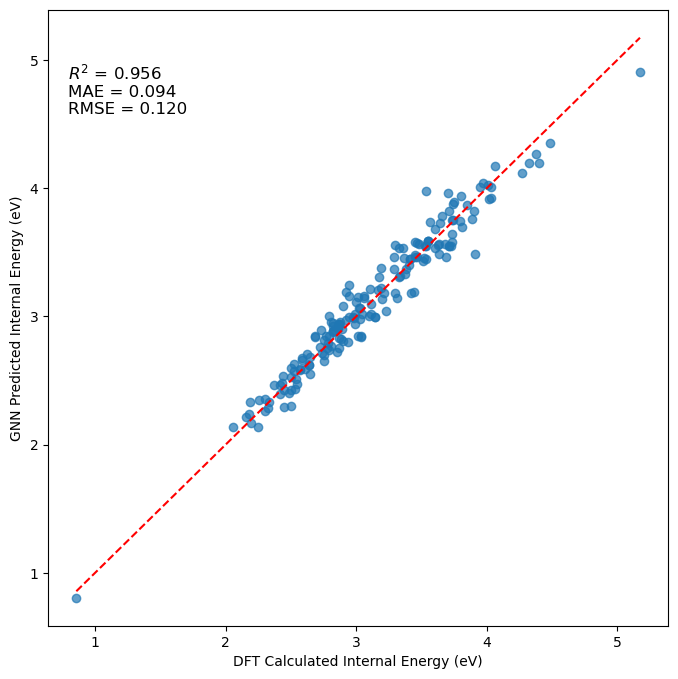 R² = 0.956
MAE = 0.094
RMSE = 0.120
5
4
3
2
1
GNN Predicted Internal Energy (eV)
1 2 3 4 5
DFT Calculated Internal Energy (eV)